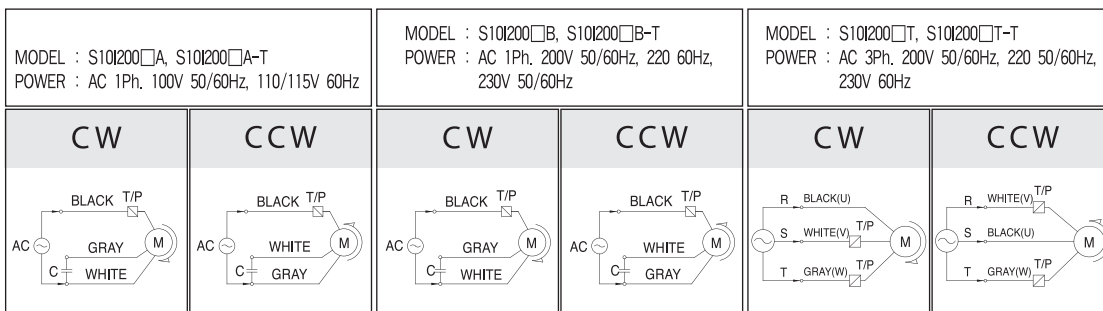 MODEL : S10I200□A, S10I200□A-T
POWER : AC 1Ph. 100V 50/60Hz, 110/115V 60Hz
MODEL : S10I200□B, S10I200□B-T
POWER : AC 1Ph. 200V 50/60Hz, 220 60Hz,
230V 50/60Hz
MODEL : S10I200□T, S10I200□T-T
POWER : AC 3Ph. 200V 50/60Hz, 220 50/60Hz,
230V 60Hz
CW
CCW
CW
CCW
CW
CCW
BLACK T/P
AC
GRAY
M
C
WHITE
BLACK T/P
AC
WHITE
M
C
GRAY
BLACK T/P
AC
GRAY
M
C
WHITE
BLACK T/P
AC
WHITE
M
C
GRAY
R BLACK(U)
T/P
S WHITE(V)
M
T/P
T GRAY(W)
T/P
R WHITE(V)
S BLACK(U)
M
T/P
T GRAY(W)